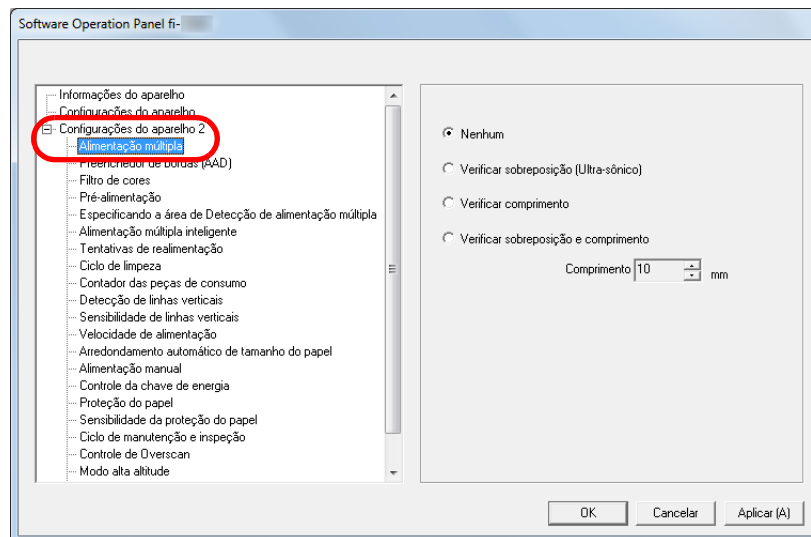 Software Operation Panel fi-
Informações do aparelho
Configurações do aparelho
Configurações do aparelho 2
Alimentação múltipla
Preenchedor de bordas (AAD)
Filtro de cores
Pré-alimentação
Especificando a área de Detecção de alimentação múltipla
Alimentação múltipla inteligente
Tentativas de realimentação
Ciclo de limpeza
Contador das peças de consumo
Detecção de linhas verticais
Sensibilidade de linhas verticais
Velocidade de alimentação
Arredondamento automático de tamanho do papel
Alimentação manual
Controle da chave de energia
Proteção do papel
Sensibilidade da proteção do papel
Ciclo de manutenção e inspeção
Controle de Overscan
Modo alta altitude
Nenhum
Verificar sobreposição (Ultra-sônico)
Verificar comprimento
Verificar sobreposição e comprimento
Comprimento 10 mm
OK Cancelar Aplicar (A)